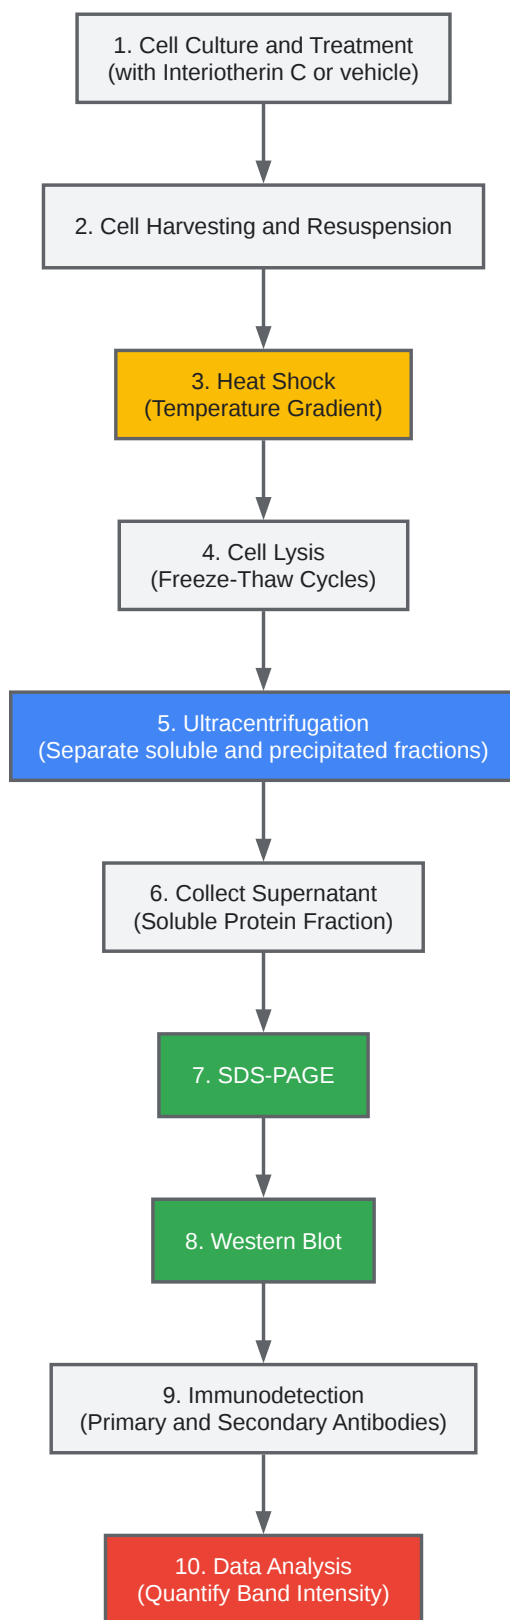 1. Cell Culture and Treatment
(with Interiotherin C or vehicle)
2. Cell Harvesting and Resuspension
3. Heat Shock
(Temperature Gradient)
4. Cell Lysis
(Freeze-Thaw Cycles)
5. Ultracentrifugation
(Separate soluble and precipitated fractions)
6. Collect Supernatant
(Soluble Protein Fraction)
7. SDS-PAGE
8. Western Blot
9. Immunodetection
(Primary and Secondary Antibodies)
10. Data Analysis
(Quantify Band Intensity)